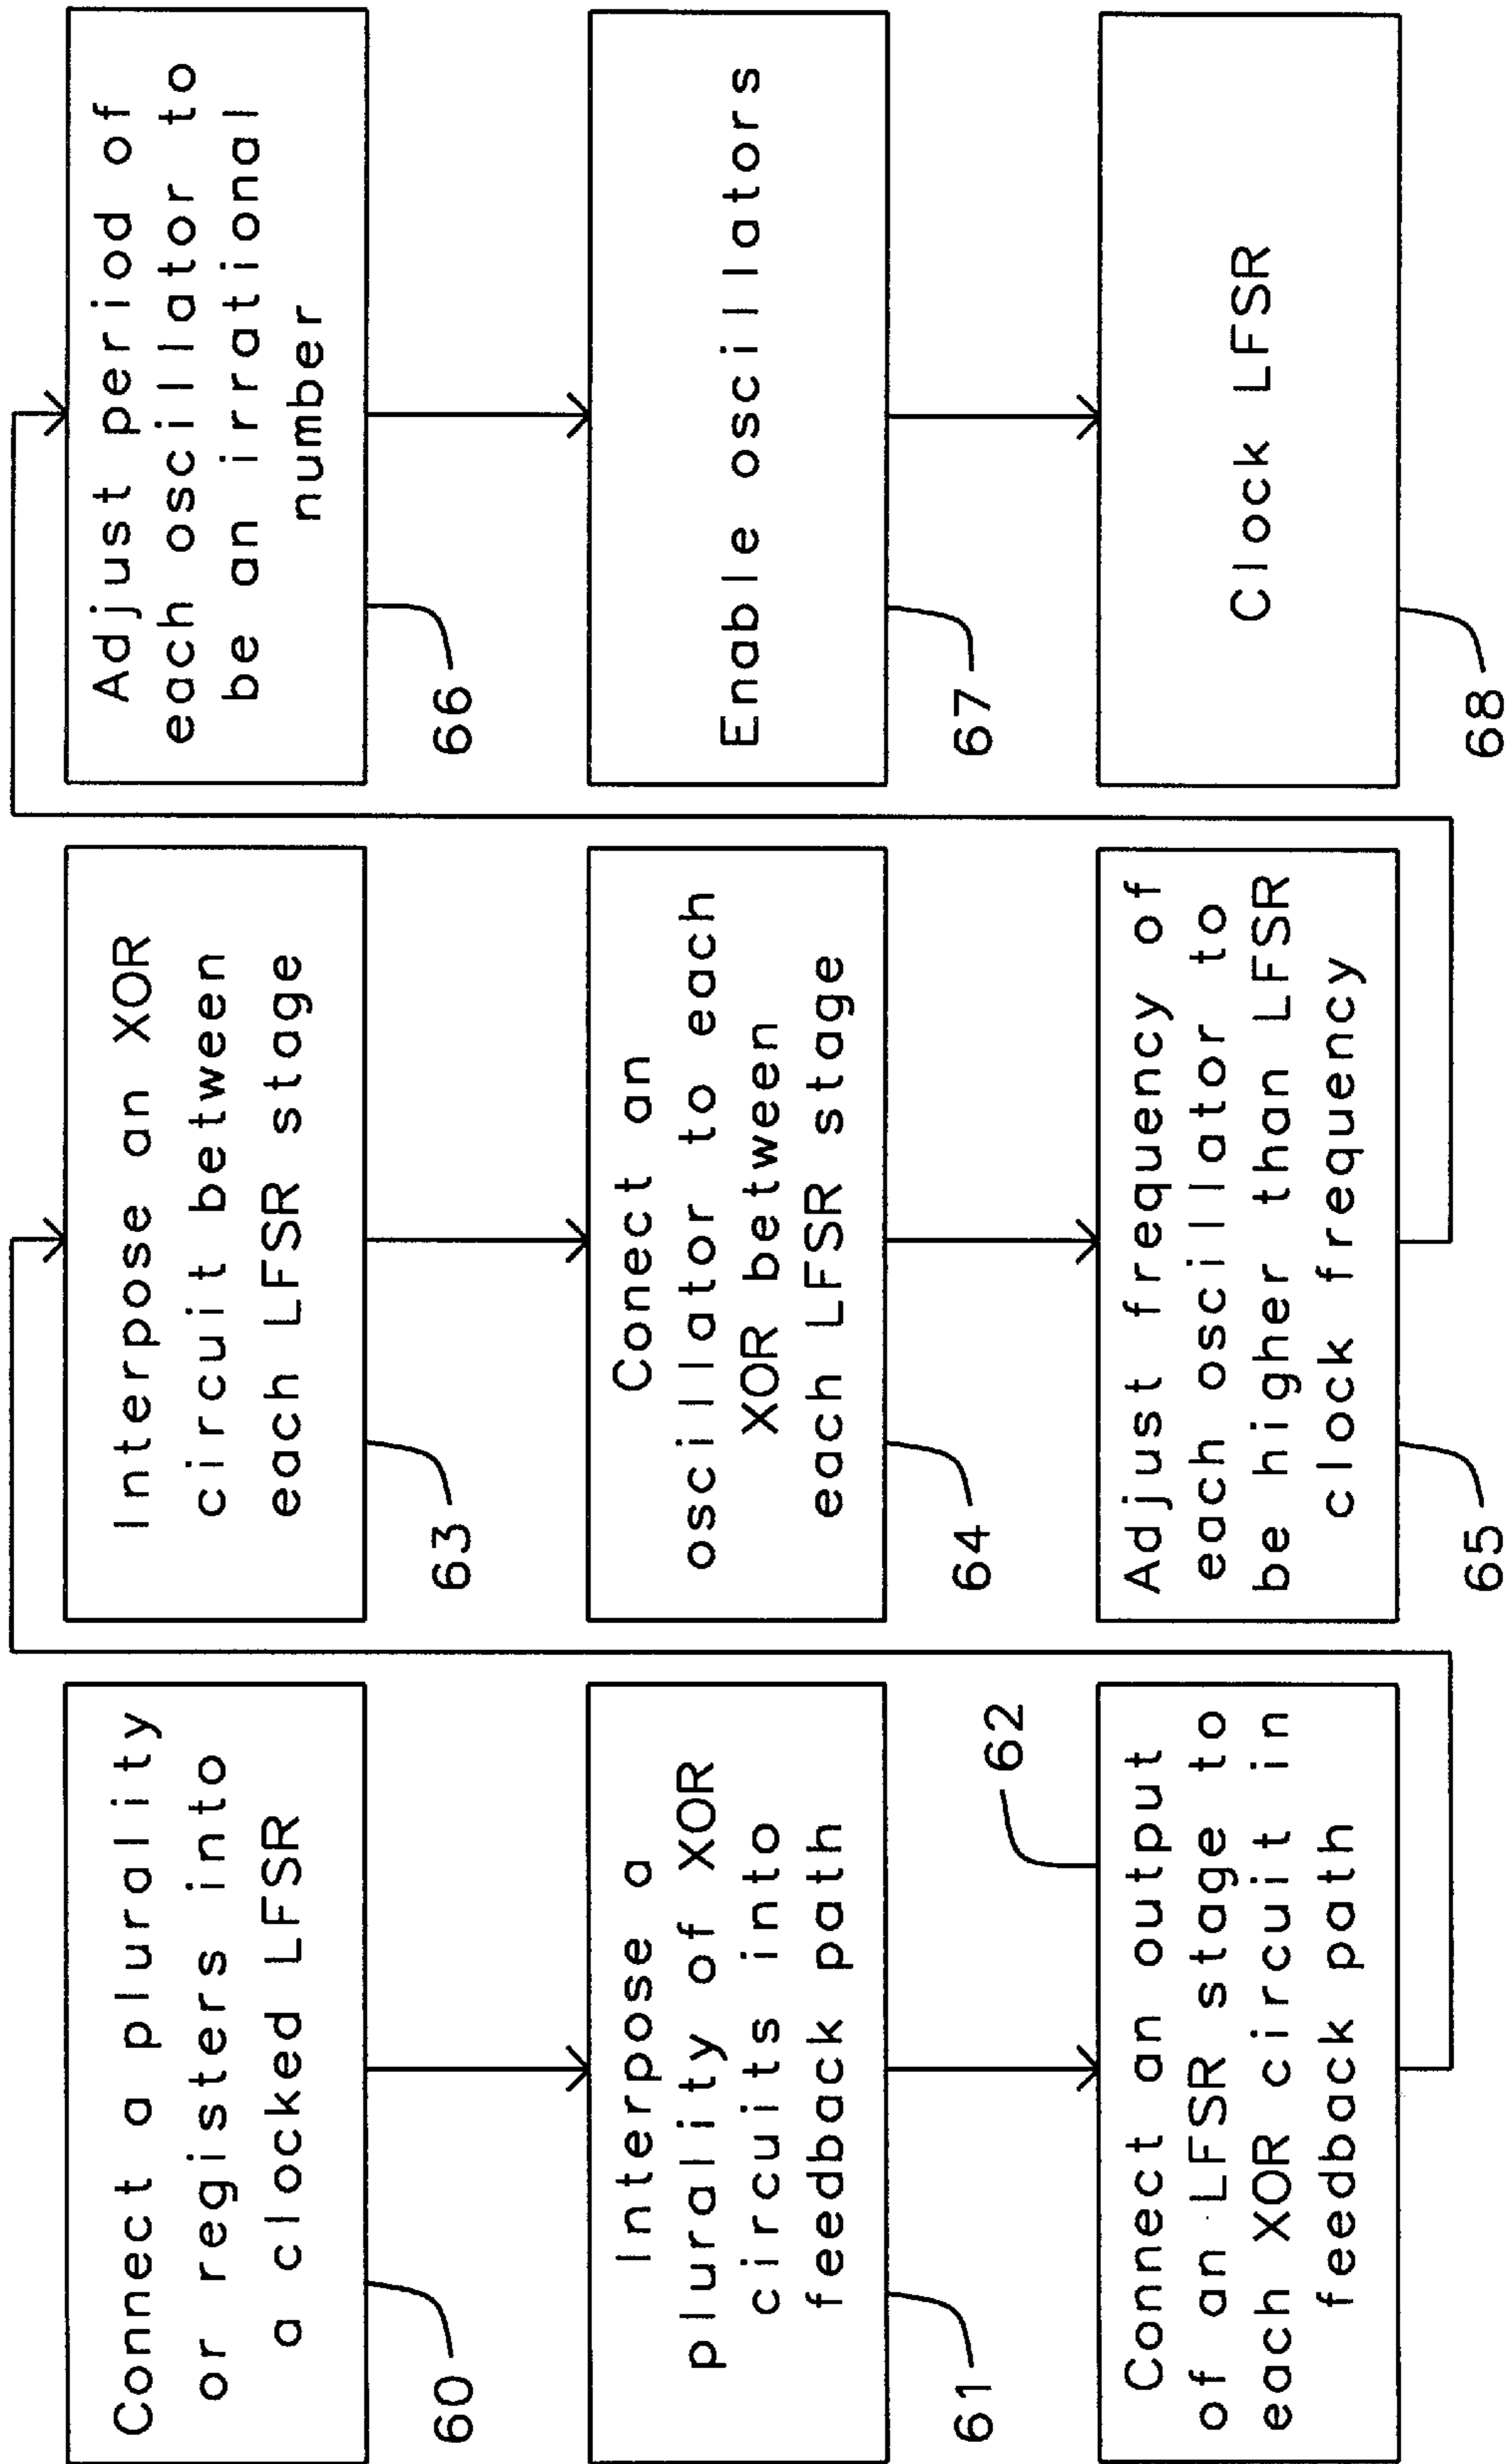 Connect a plurality
or registers into
a clocked LFSR
60
Interpose a
plurality of XOR
circuits into
feedback path
61
62
Connect an output
of an LFSR stage to
each XOR circuit in
feedback path
Interpose an XOR
circuit between
each LFSR stage
63
Conect an
oscillator to each
XOR between
each LFSR stage
64
Adjust frequency of
each oscillator to
be higher than LFSR
clock frequency
65
Adjust period of
each oscillator to
be an irrational
number
66
Enable oscillators
67
Clock LFSR
68